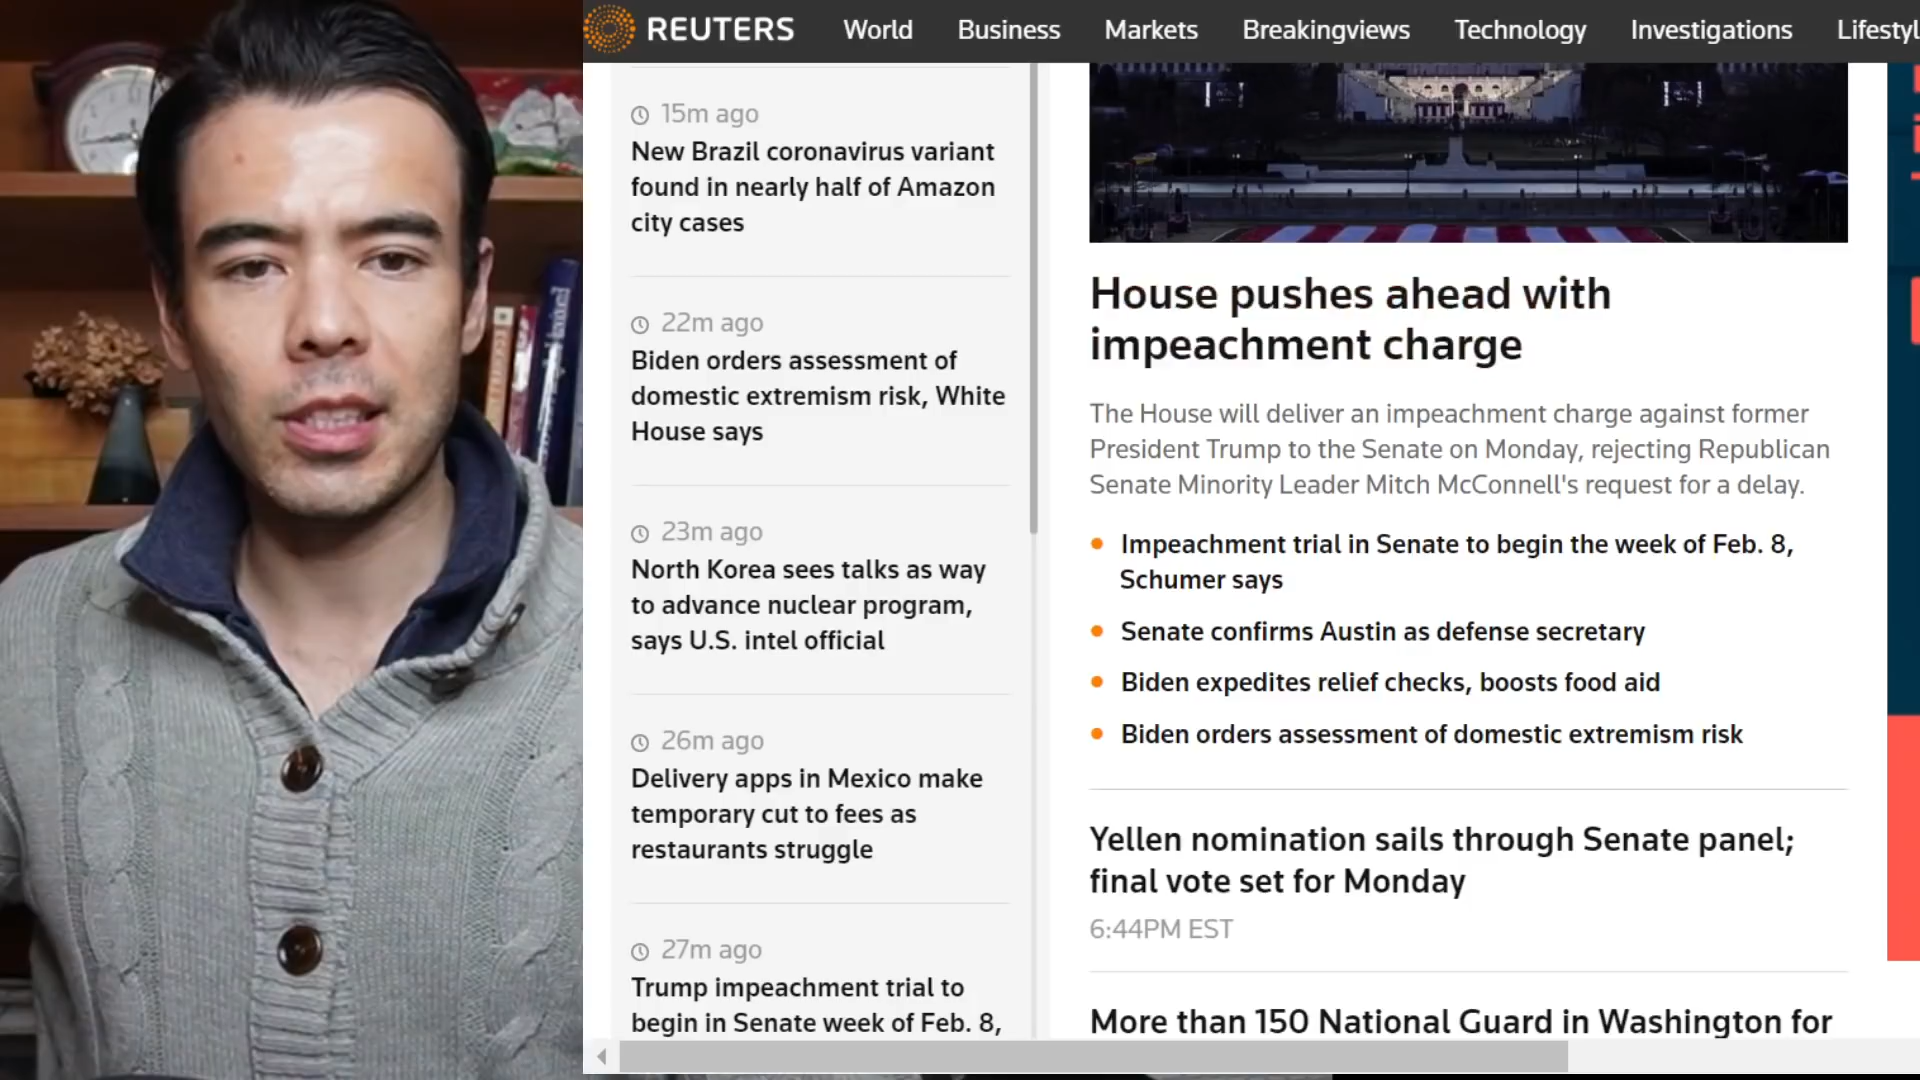 REUTERS World Business Markets Breakingviews Technology Investigations Lifestyl
15m ago
New Brazil coronavirus variant
found in nearly half of Amazon
city cases
22m ago
Biden orders assessment of
domestic extremism risk, White
House says
23m ago
North Korea sees talks as way
to advance nuclear program,
says U.S. intel official
26m ago
Delivery apps in Mexico make
temporary cut to fees as
restaurants struggle
27m ago
Trump impeachment trial to
begin in Senate week of Feb. 8,
House pushes ahead with
impeachment charge
The House will deliver an impeachment charge against former
President Trump to the Senate on Monday, rejecting Republican
Senate Minority Leader Mitch McConnell's request for a delay.
Impeachment trial in Senate to begin the week of Feb. 8,
Schumer says
Senate confirms Austin as defense secretary
Biden expedites relief checks, boosts food aid
Biden orders assessment of domestic extremism risk
Yellen nomination sails through Senate panel;
final vote set for Monday
6:44PM EST
More than 150 National Guard in Washington for